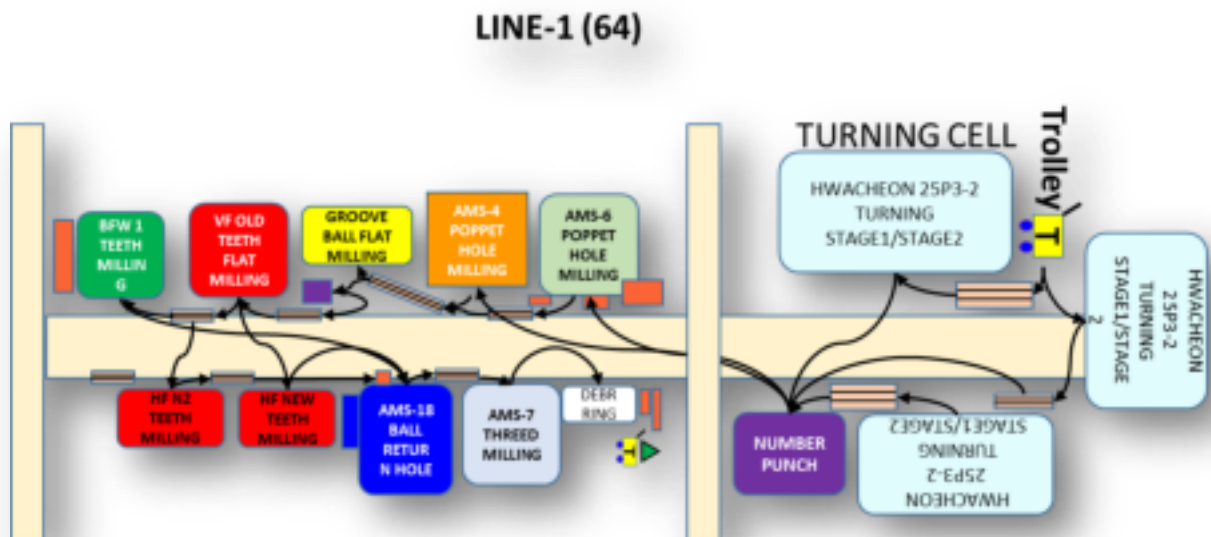 LINE-1 (64)
TURNING CELL
Trolley
HWACHEON 25P3-2
TURNING
STAGE1/STAGE2
T
HWACHEON
25P3-2
TURNING
STAGE1/STAGE
2
BFW 1
TEETH
MILLIN
G
VF OLD
TEETH
FLAT
MILLING
GROOVE
BALL FLAT
MILLING
AMS-4
POPPET
HOLE
MILLING
AMS-6
POPPET
HOLE
MILLING
HF N2
TEETH
MILLING
HF NEW
TEETH
MILLING
AMS-18
BALL
RETUR
N HOLE
AMS-7
THREED
MILLING
DEBR
RING
T
NUMBER
PUNCH
HWACHEON
25P3-2
TURNING
STAGE1/STAGE2